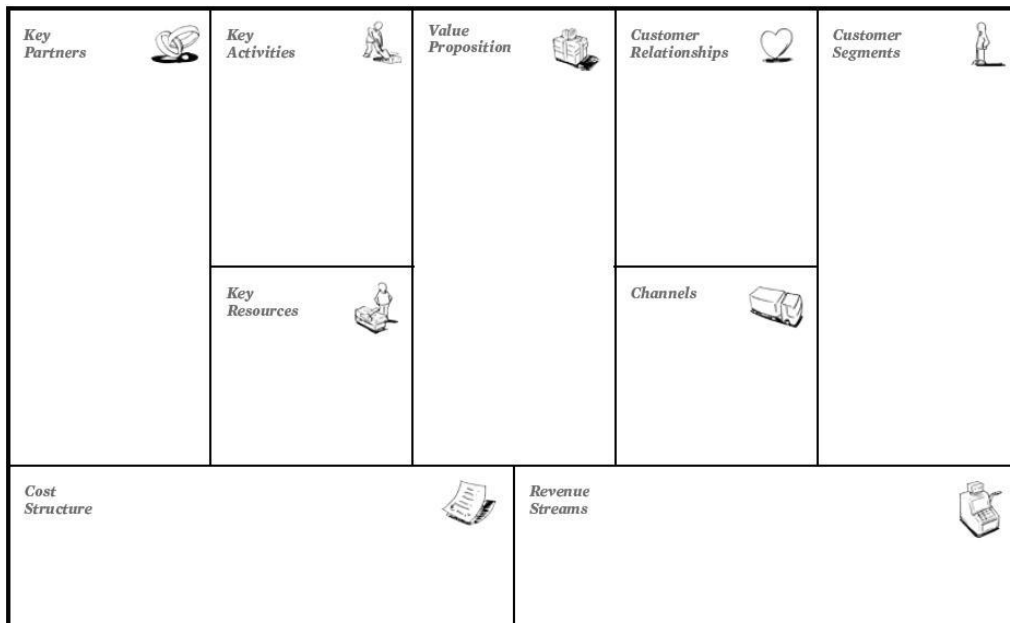 Key
Partners
Key
Activities
Value
Proposition
Customer
Relationships
Customer
Segments
Key
Resources
Channels
Cost
Structure
Revenue
Streams